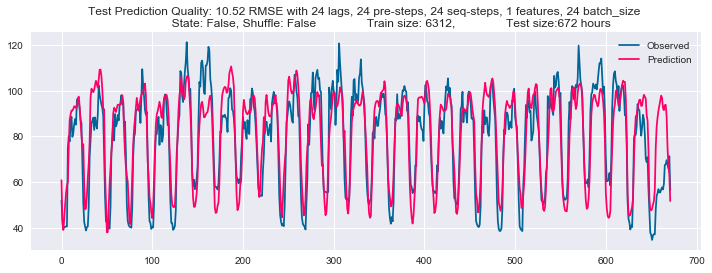 Test Prediction Quality: 10.52 RMSE with 24 lags, 24 pre-steps, 24 seq-steps, 1 features, 24 batch_size
State: False, Shuffle: False Train size: 6312, Test size:672 hours
Observed
Prediction
120
100
80
60
40
0 100 200 300 400 500 600 700